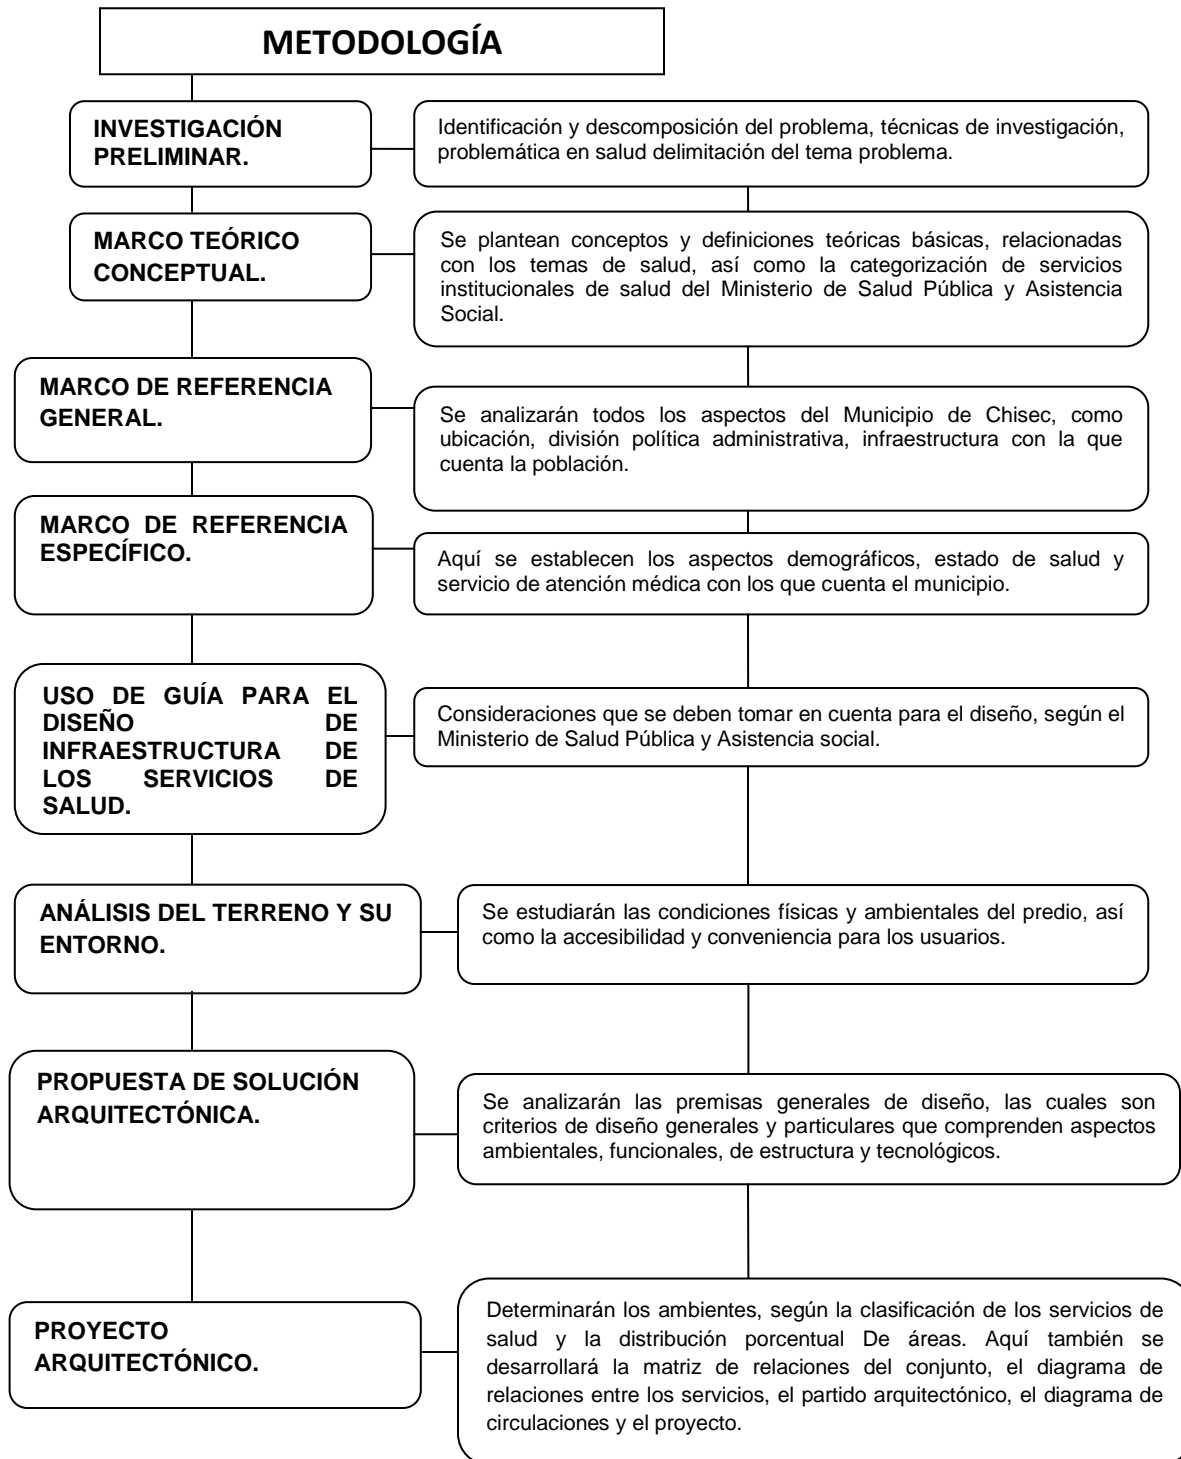 METODOLOGÍA
INVESTIGACIÓN
PRELIMINAR.
Identificación y descomposición del problema, técnicas de investigación,
problemática en salud delimitación del tema problema.
MARCO TEÓRICO
CONCEPTUAL.
Se plantean conceptos y definiciones teóricas básicas, relacionadas
con los temas de salud, así como la categorización de servicios
institucionales de salud del Ministerio de Salud Pública y Asistencia
Social.
MARCO DE REFERENCIA
GENERAL.
Se analizarán todos los aspectos del Municipio de Chisec, como
ubicación, división política administrativa, infraestructura con la que
cuenta la población.
MARCO DE REFERENCIA
ESPECÍFICO.
Aquí se establecen los aspectos demográficos, estado de salud y
servicio de atención médica con los que cuenta el municipio.
USO DE GUÍA PARA EL
DISEÑO DE
INFRAESTRUCTURA DE
LOS SERVICIOS DE
SALUD.
Consideraciones que se deben tomar en cuenta para el diseño, según el
Ministerio de Salud Pública y Asistencia social.
ANÁLISIS DEL TERRENO Y SU
ENTORNO.
Se estudiarán las condiciones físicas y ambientales del predio, así
como la accesibilidad y conveniencia para los usuarios.
PROPUESTA DE SOLUCIÓN
ARQUITECTÓNICA.
Se analizarán las premisas generales de diseño, las cuales son
criterios de diseño generales y particulares que comprenden aspectos
ambientales, funcionales, de estructura y tecnológicos.
PROYECTO
ARQUITECTÓNICO.
Determinarán los ambientes, según la clasificación de los servicios de
salud y la distribución porcentual De áreas. Aquí también se
desarrollará la matriz de relaciones del conjunto, el diagrama de
relaciones entre los servicios, el partido arquitectónico, el diagrama de
circulaciones y el proyecto.